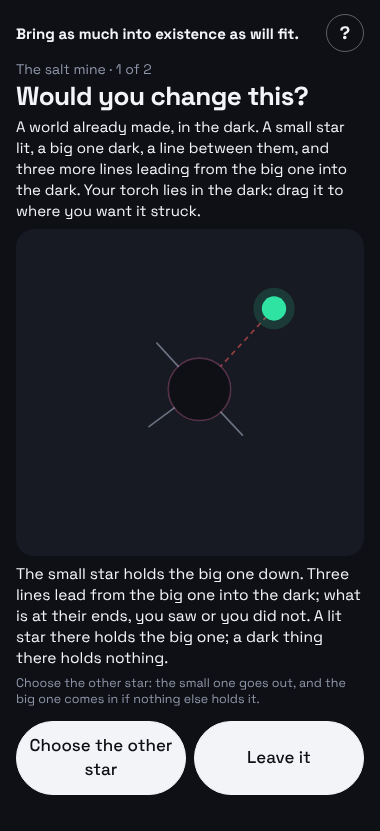 Bring as much into existence as will fit.
?
The salt mine · 1 of 2
Would you change this?
A world already made, in the dark. A small star
lit, a big one dark, a line between them, and
three more lines leading from the big one into
the dark. Your torch lies in the dark: drag it to
where you want it struck.
The small star holds the big one down. Three
lines lead from the big one into the dark; what
is at their ends, you saw or you did not. A lit
star there holds the big one; a dark thing
there holds nothing.
Choose the other star: the small one goes out, and the
big one comes in if nothing else holds it.
Choose the other
star
Leave it